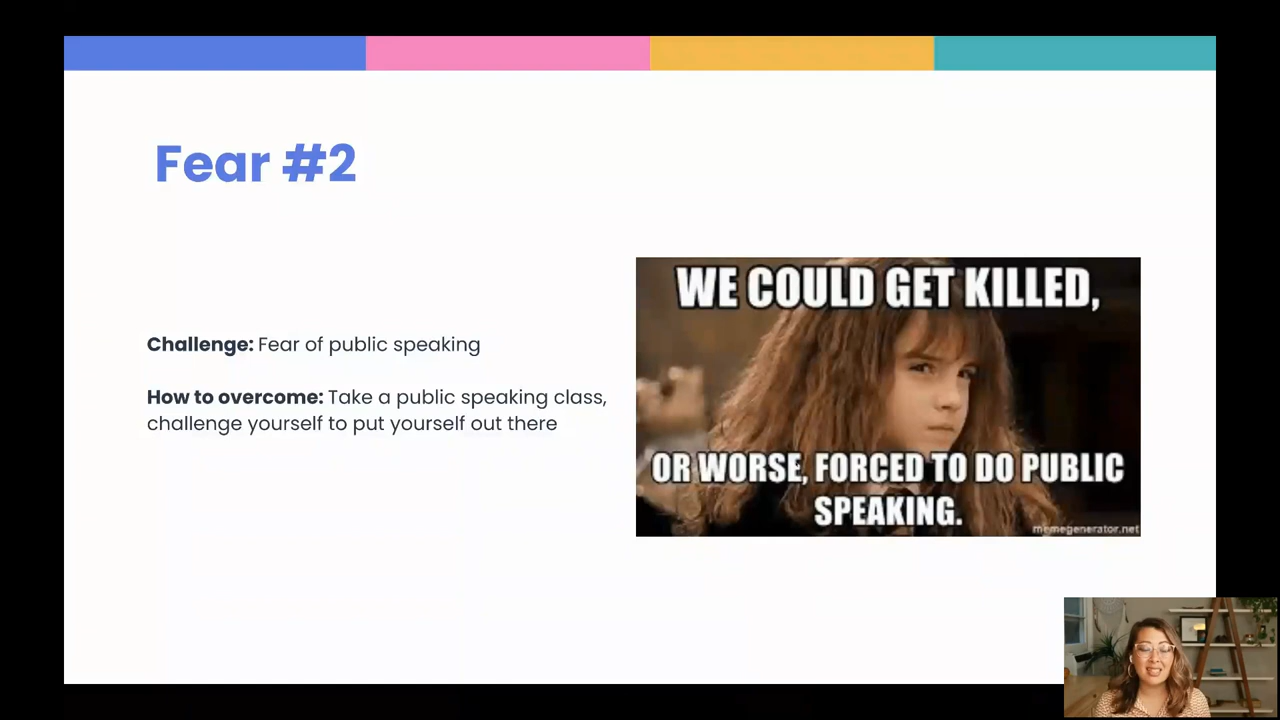 Fear #2
Challenge: Fear of public speaking
How to overcome: Take a public speaking class,
challenge yourself to put yourself out there
WE COULD GET KILLED,
OR WORSE, FORCED TO DO PUBLIC
SPEAKING.
memegenerator.net